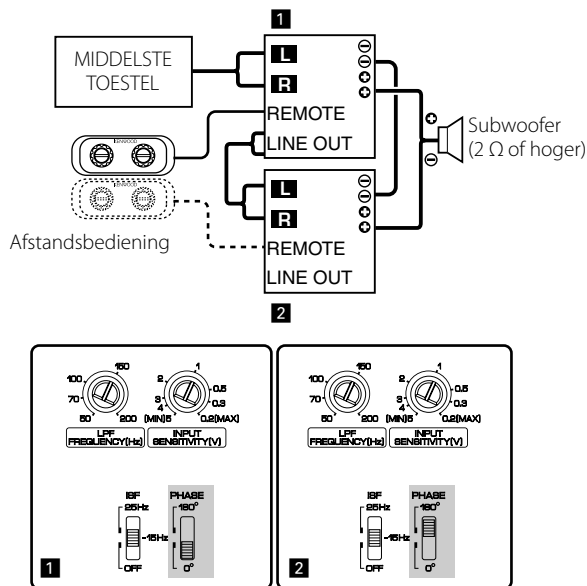 1
MIDDELSTE
TOESTEL
L
R
REMOTE
LINE OUT
⊖
⊖
⊕
⊕
KENWOOD
KENWOOD
Afstandsbediening
⊕
⊖
Subwoofer
(2 Ω of hoger)
L
R
REMOTE
LINE OUT
⊖
⊖
⊕
⊕
2
150
100
70
50
200
LPF
FREQUENCY(Hz)
1
2
3
4
(MIN)5
0.5
0.3
0.2(MAX)
INPUT
SENSITIVITY(V)
ISF
25Hz
15Hz
OFF
PHASE
180°
0°
1
150
100
70
50
200
LPF
FREQUENCY(Hz)
1
2
3
4
(MIN)5
0.5
0.3
0.2(MAX)
INPUT
SENSITIVITY(V)
ISF
25Hz
15Hz
OFF
PHASE
180°
0°
2